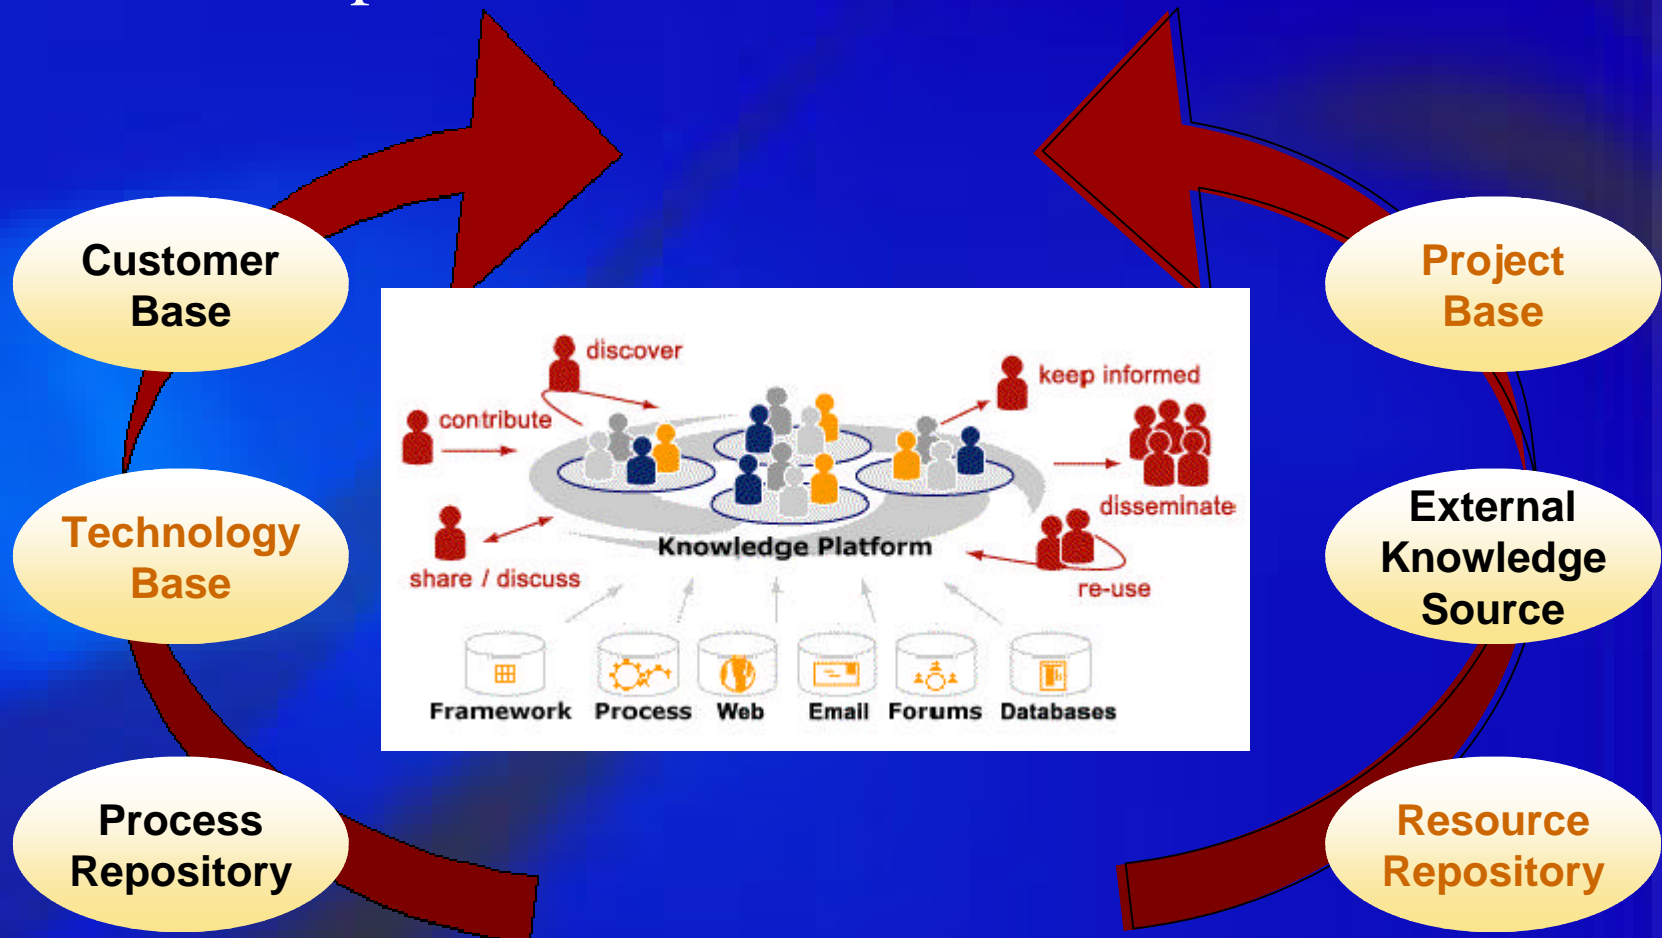 Customer
Base
Technology
Base
Process
Repository
discover
contribute
share / discuss
keep informed
disseminate
re-use
Knowledge Platform
Framework
Process
Web
Email
Forums
Databases
Project
Base
External
Knowledge
Source
Resource
Repository